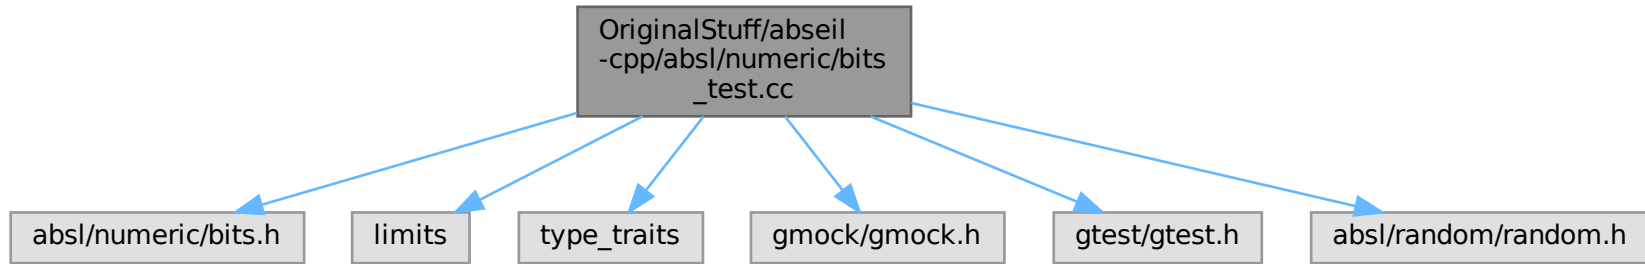 OriginalStuff/abseil
-cpp/absl/numeric/bits
_test.cc
absl/numeric/bits.h
limits
type_traits
gmock/gmock.h
gtest/gtest.h
absl/random/random.h